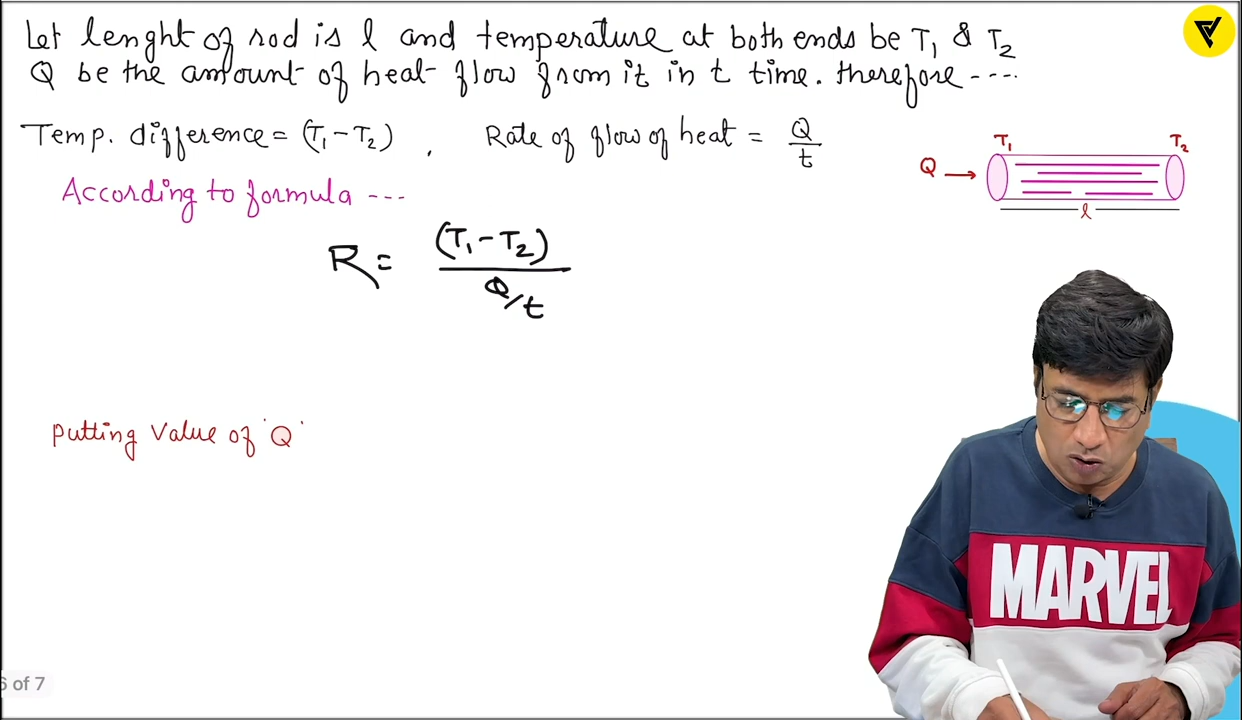 Let lenght of rod is l and temperature at both ends be T₁ & T₂
Q be the amount of heat flow from it in t time. therefore ----
Temp. difference = (T₁ - T₂) , Rate of flow of heat = Q/t
T₁ T₂
Q →
l
According to formula ---
R = (T₁ - T₂) / Q/t
Putting Value of 'Q'
MARVEL
6 of 7